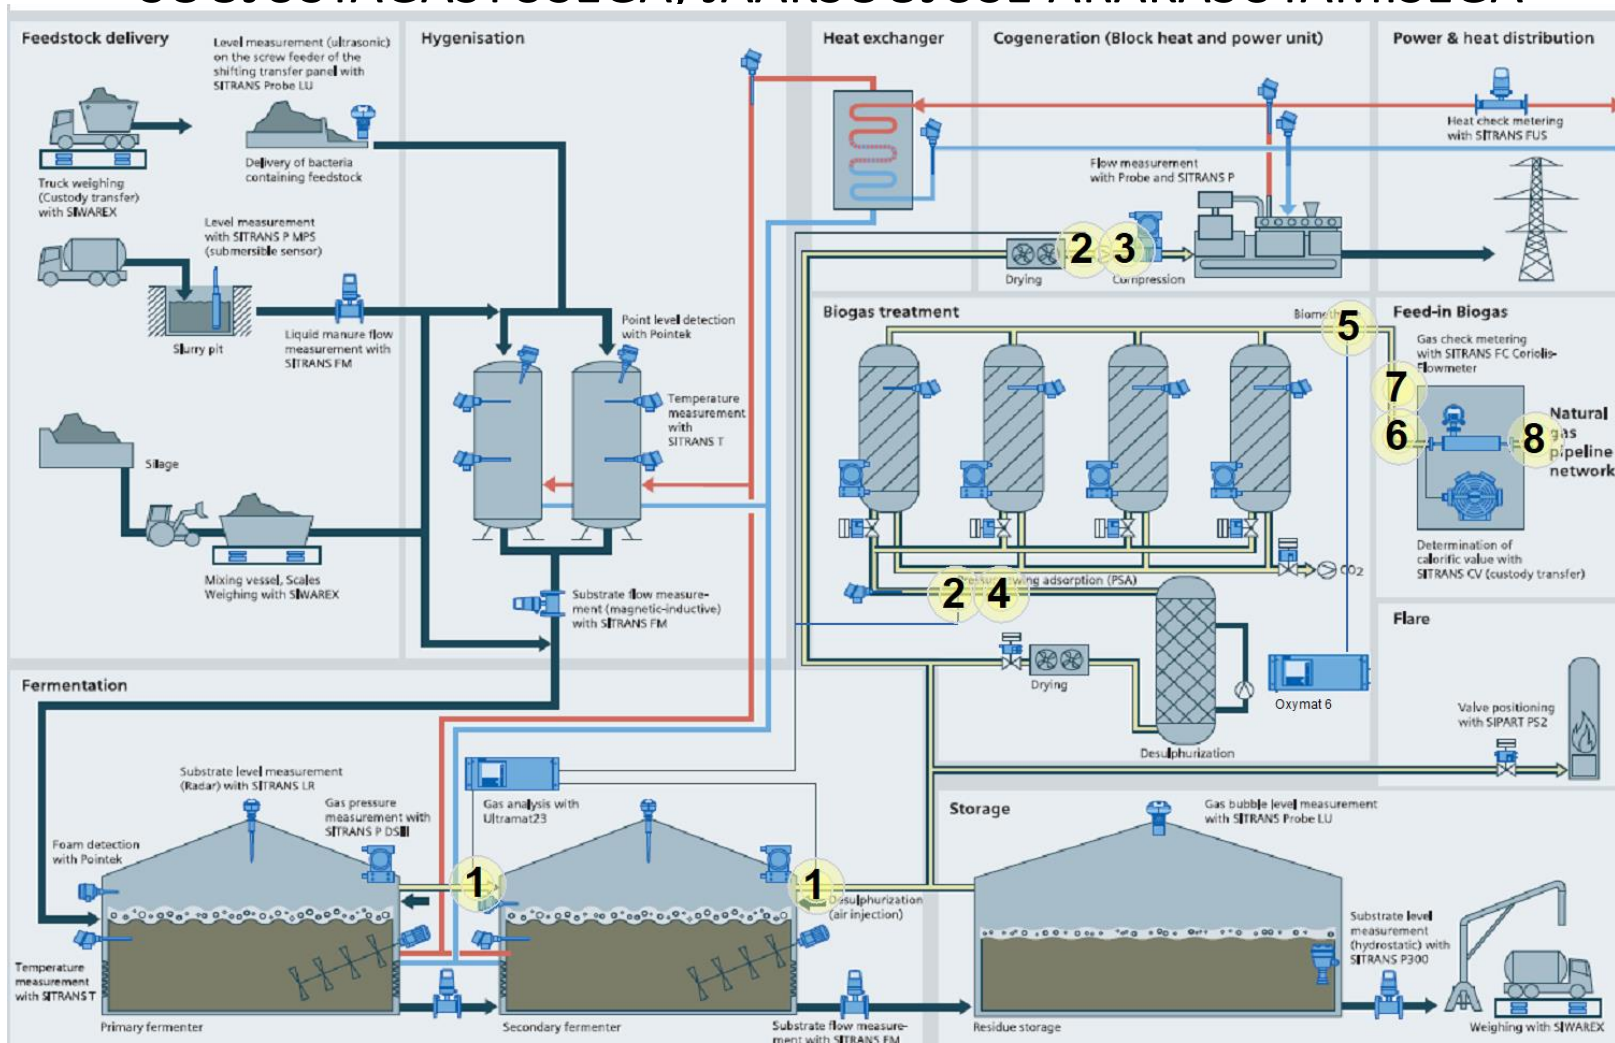 Feedstock delivery
Level measurement (ultrasonic)
on the screw feeder of the
shifting transfer panel with
SITRANS Probe LU
Delivery of bacteria
containing feedstock
Truck weighing
(Custody transfer)
with SIWAREX
Level measurement
with SITRANS P MPS
(submersible sensor)
Slurry pit
Liquid manure flow
measurement with
SITRANS FM
Silage
Mixing vessel, Scales
Weighing with SIWAREX
Hygenisation
Point level detection
with Pointek
Temperature
measurement
with
SITRANS T
Substrate flow measure-
ment (magnetic-inductive)
with SITRANS FM
Heat exchanger
Cogeneration (Block heat and power unit)
Flow measurement
with Probe and SITRANS P
2
3
Drying
Compression
Power & heat distribution
Heat check metering
with SITRANS FUS
Biogas treatment
5
CO2
swing adsorption (PSA)
2
4
Drying
Desulphurization
Oxymat 6
Feed-in Biogas
Gas check metering
with SITRANS FC Coriolis-
Flowmeter
7
6
8
Natural
gas
pipeline
network
Determination of
calorific value with
SITRANS CV (custody transfer)
Flare
Valve positioning
with SIPART PS2
Fermentation
Substrate level measurement
(Radar) with SITRANS LR
Gas pressure
measurement with
SITRANS P DSIII
Foam detection
with Pointek
Gas analysis with
Ultramat23
1
1
Desulphurization
(air injection)
Temperature
measurement
with SITRANS T
Primary fermenter
Secondary fermenter
Substrate flow measure-
ment with SITRANS FM
Storage
Gas bubble level measurement
with SITRANS Probe LU
Substrate level
measurement
(hydrostatic) with
SITRANS P300
Residue storage
Weighing with SIWAREX